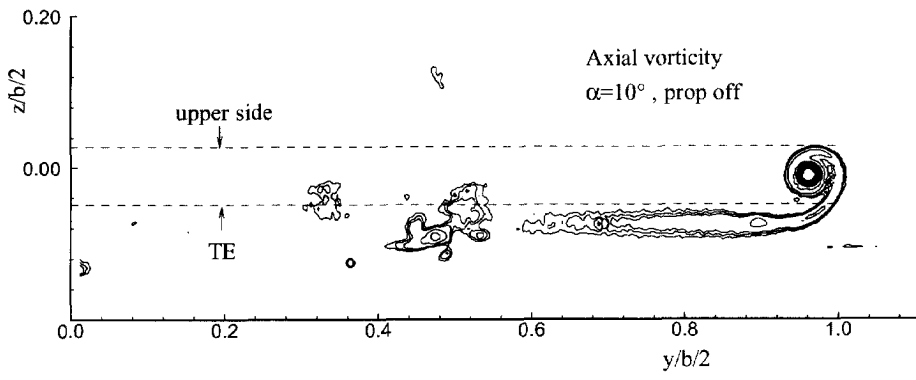 0.20
Axial vorticity
α=10° , prop off
z/b/2
upper side
0.00
TE
0.0 0.2 0.4 0.6 0.8 1.0
y/b/2